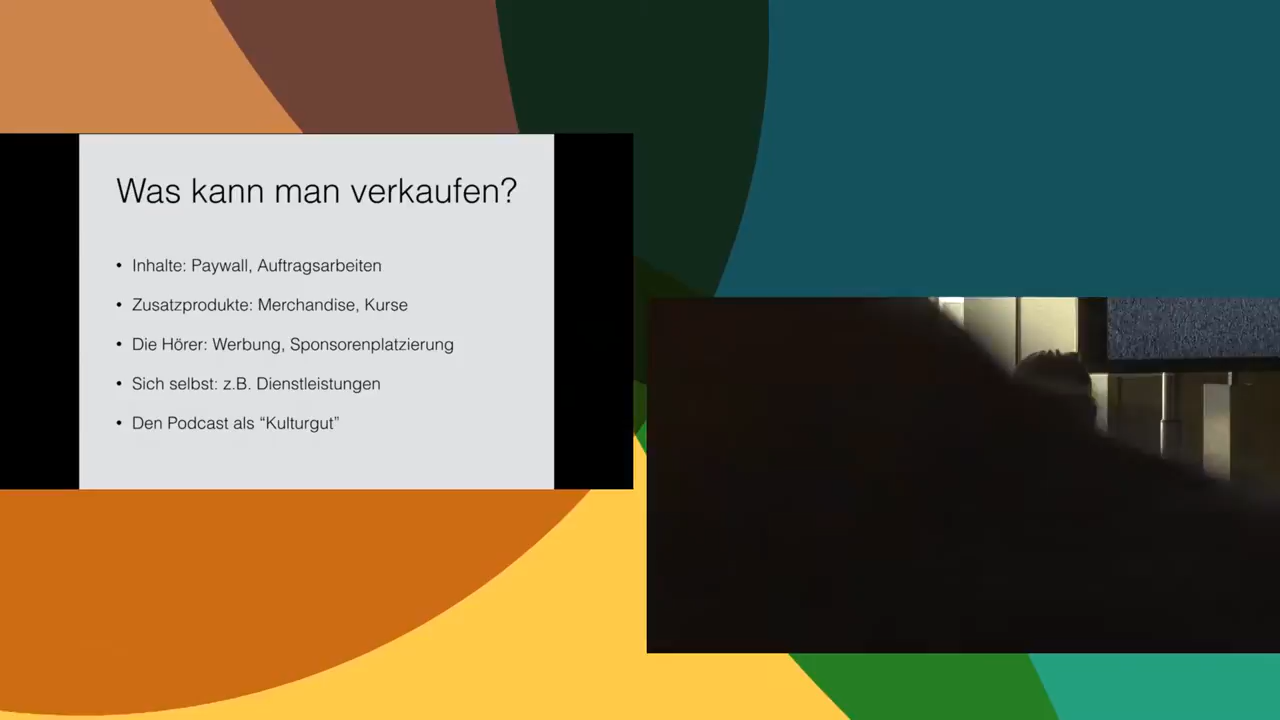 Was kann man verkaufen?
• Inhalte: Paywall, Auftragsarbeiten
• Zusatzprodukte: Merchandise, Kurse
• Die Hörer: Werbung, Sponsorenplatzierung
• Sich selbst: z.B. Dienstleistungen
• Den Podcast als “Kulturgut”